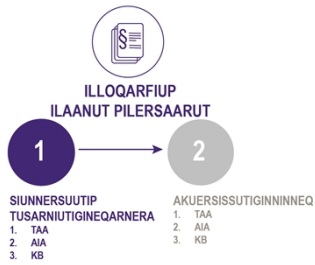 §
ILLOQARFIUP
ILAANUT PILERSAARUT
1
2
SIUNNERSUUTIP
TUSARNIUTIGINEQARNERA
1. TAA
2. AIA
3. KB
AKUERSISSUTIGINNINNEQ
1. TAA
2. AIA
3. KB